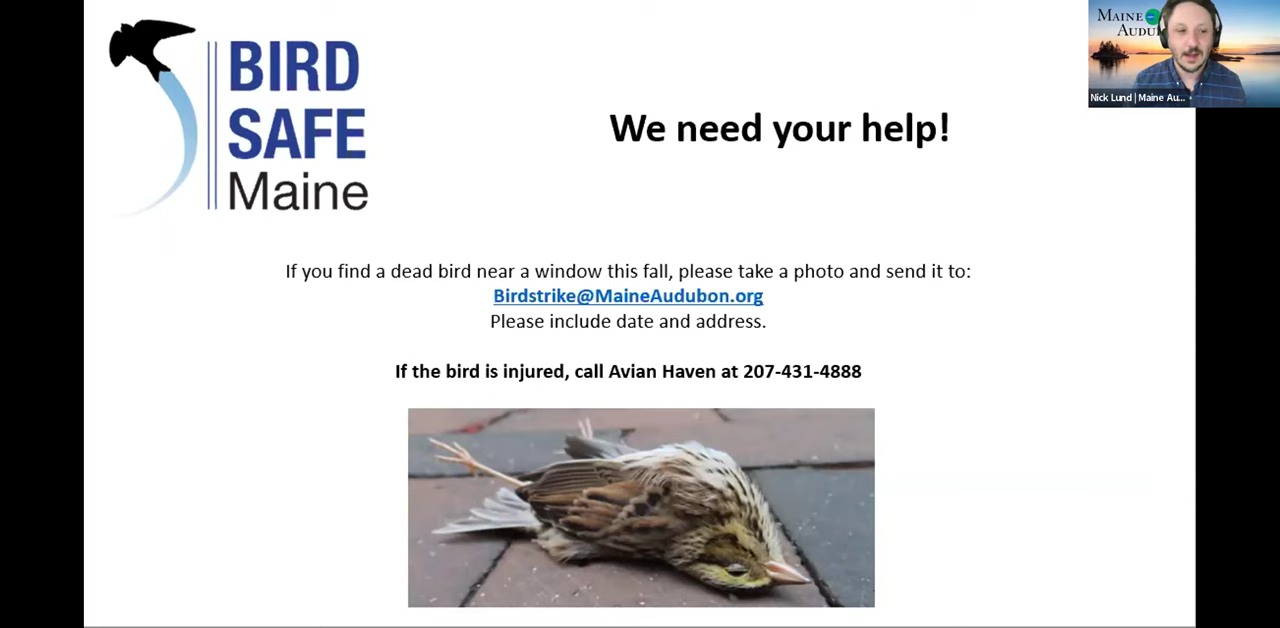 BIRD
SAFE
Maine
We need your help!
If you find a dead bird near a window this fall, please take a photo and send it to:
Birdstrike@MaineAudubon.org
Please include date and address.
If the bird is injured, call Avian Haven at 207-431-4888
MAINE
AUDU
Nick Lund | Maine Au...